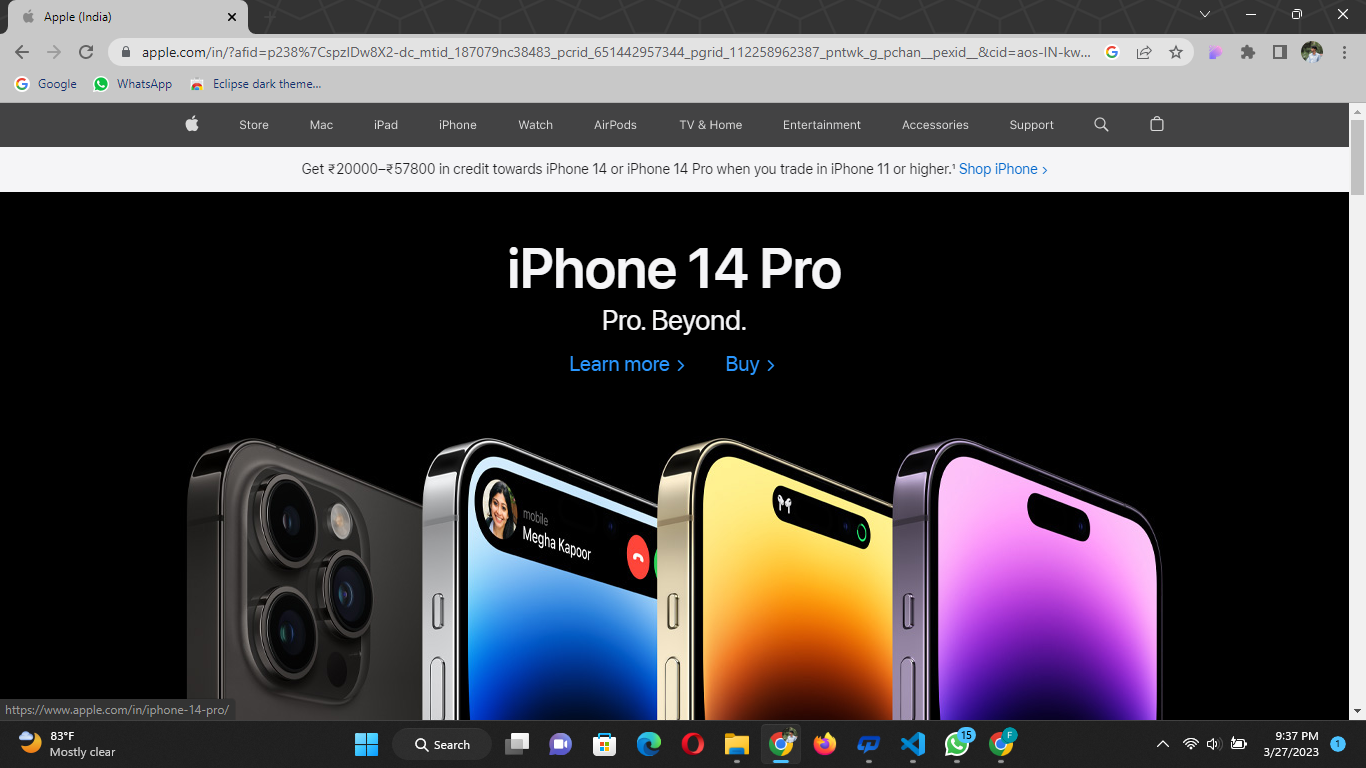 Apple (India)
apple.com/in/?afid=p238%7CspzlDw8X2-dc_mtid_187079nc38483_pcrid_651442957344_pgrid_112258962387_pntwk_g_pchan__pexid__&cid=aos-IN-kw...
Google WhatsApp Eclipse dark theme...
Store Mac iPad iPhone Watch AirPods TV & Home Entertainment Accessories Support
Get ₹20000–₹57800 in credit towards iPhone 14 or iPhone 14 Pro when you trade in iPhone 11 or higher.¹ Shop iPhone >
iPhone 14 Pro
Pro. Beyond.
Learn more > Buy >
mobile
Megha Kapoor
https://www.apple.com/in/iphone-14-pro/
83°F
Mostly clear
Search
15
F
9:37 PM
3/27/2023
1